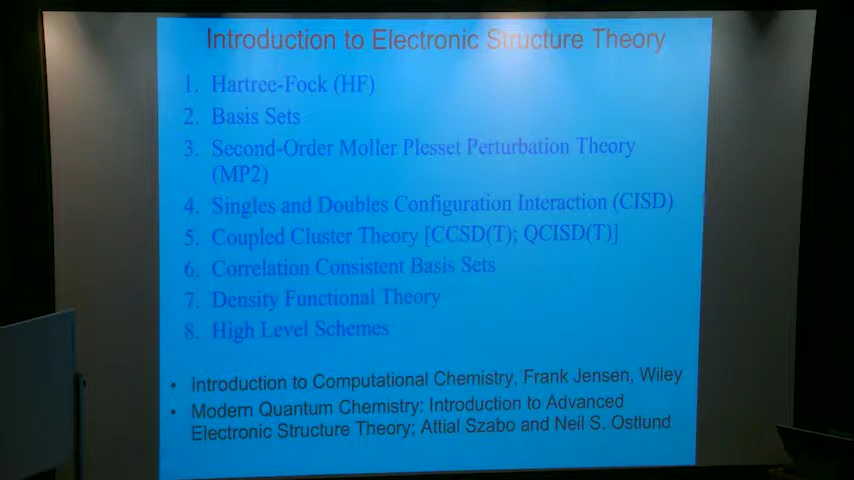 Introduction to Electronic Structure Theory
1. Hartree-Fock (HF)
2. Basis Sets
3. Second-Order Moller Plesset Perturbation Theory
(MP2)
4. Singles and Doubles Configuration Interaction (CISD)
5. Coupled Cluster Theory [CCSD(T); QCISD(T)]
6. Correlation Consistent Basis Sets
7. Density Functional Theory
8. High Level Schemes
• Introduction to Computational Chemistry, Frank Jensen, Wiley
• Modern Quantum Chemistry: Introduction to Advanced
Electronic Structure Theory; Attial Szabo and Neil S. Ostlund